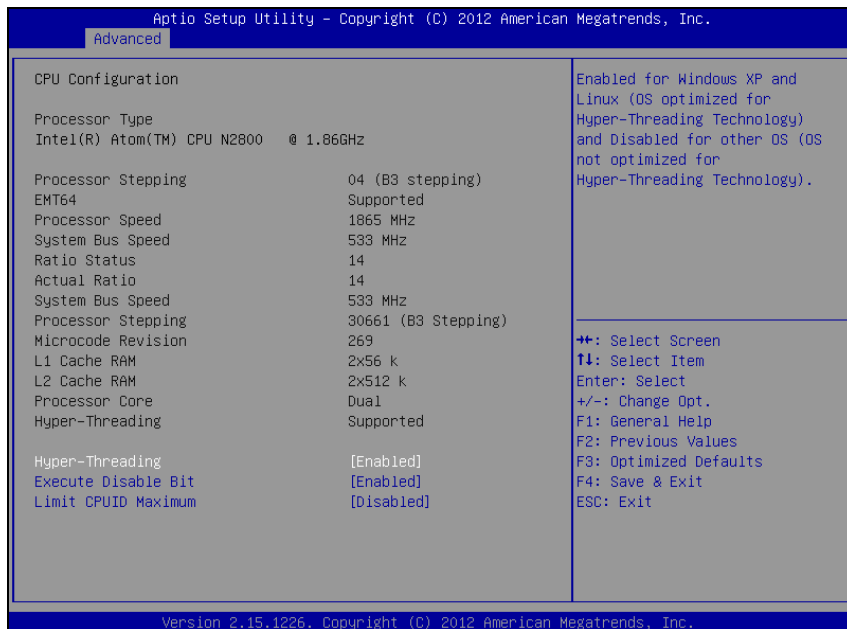 Aptio Setup Utility – Copyright (C) 2012 American Megatrends, Inc.
Advanced
CPU Configuration
Processor Type
Intel(R) Atom(TM) CPU N2800 @ 1.86GHz
Processor Stepping 04 (B3 stepping)
EMT64 Supported
Processor Speed 1865 MHz
System Bus Speed 533 MHz
Ratio Status 14
Actual Ratio 14
System Bus Speed 533 MHz
Processor Stepping 30661 (B3 Stepping)
Microcode Revision 269
L1 Cache RAM 2x56 k
L2 Cache RAM 2x512 k
Processor Core Dual
Hyper-Threading Supported
Hyper-Threading [Enabled]
Execute Disable Bit [Enabled]
Limit CPUID Maximum [Disabled]
Enabled for Windows XP and
Linux (OS optimized for
Hyper-Threading Technology)
and Disabled for other OS (OS
not optimized for
Hyper-Threading Technology).
→←: Select Screen
↑↓: Select Item
Enter: Select
+/-: Change Opt.
F1: General Help
F2: Previous Values
F3: Optimized Defaults
F4: Save & Exit
ESC: Exit
Version 2.15.1226. Copyright (C) 2012 American Megatrends, Inc.